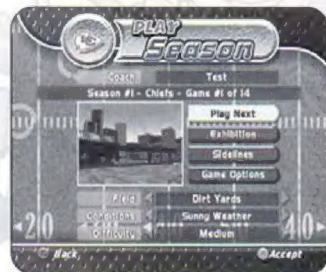 PLAY
Season
Coach Test
Season #1 - Chiefs - Game #1 of 14
Play Next
Exhibition
Sidelines
Game Options
Field Dirt Yards
Conditions Sunny Weather
Difficulty Medium
20 40
Back Accept